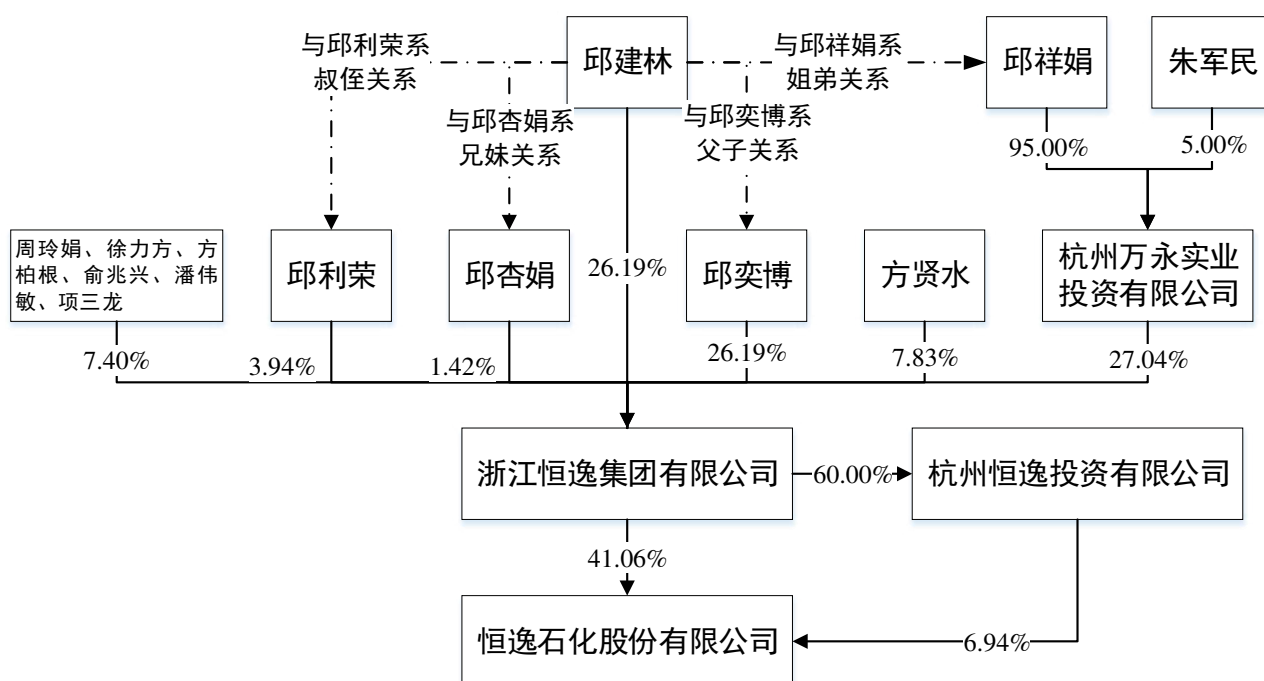 与邱利荣系
叔侄关系
邱建林
与邱祥娟系
姐弟关系
邱祥娟
朱军民
与邱杏娟系
兄妹关系
与邱奕博系
父子关系
95.00%
5.00%
周玲娟、徐力方、方
柏根、俞兆兴、潘伟
敏、项三龙
邱利荣
邱杏娟
26.19%
邱奕博
方贤水
杭州万永实业
投资有限公司
7.40%
3.94%
1.42%
26.19%
7.83%
27.04%
浙江恒逸集团有限公司
60.00%
杭州恒逸投资有限公司
41.06%
恒逸石化股份有限公司
6.94%